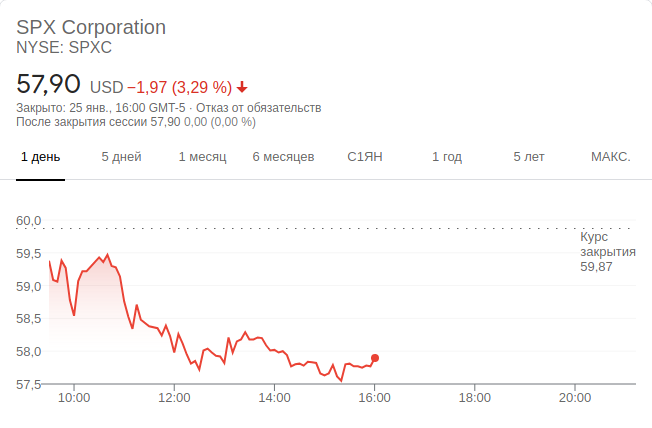 SPX Corporation
NYSE: SPXC
57,90 USD −1,97 (3,29 %)
Закрыто: 25 янв., 16:00 GMT-5 · Отказ от обязательств
После закрытия сессии 57,90 0,00 (0,00 %)
1 день 5 дней 1 месяц 6 месяцев С1ЯН 1 год 5 лет МАКС.
60,0
Курс
закрытия
59,87
59,5
59,0
58,5
58,0
57,5
10:00 12:00 14:00 16:00 18:00 20:00